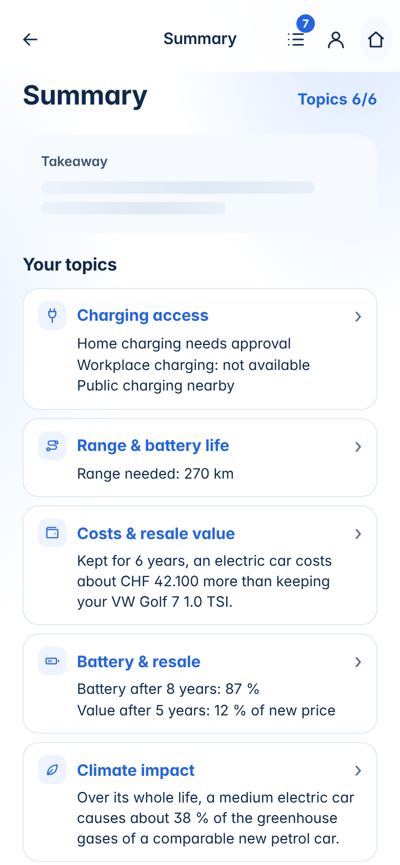 Summary
7
Summary
Topics 6/6
Takeaway
Your topics
Charging access
Home charging needs approval
Workplace charging: not available
Public charging nearby
Range & battery life
Range needed: 270 km
Costs & resale value
Kept for 6 years, an electric car costs
about CHF 42.100 more than keeping
your VW Golf 7 1.0 TSI.
Battery & resale
Battery after 8 years: 87 %
Value after 5 years: 12 % of new price
Climate impact
Over its whole life, a medium electric car
causes about 38 % of the greenhouse
gases of a comparable new petrol car.